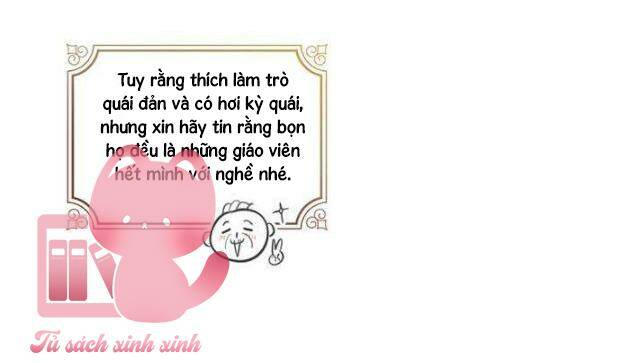 Tuy rằng thích làm trò
quái đản và có hơi kỳ quái,
nhưng xin hãy tin rằng bọn
họ đều là những giáo viên
hết mình với nghề nhé.
Tủ sách xinh xinh